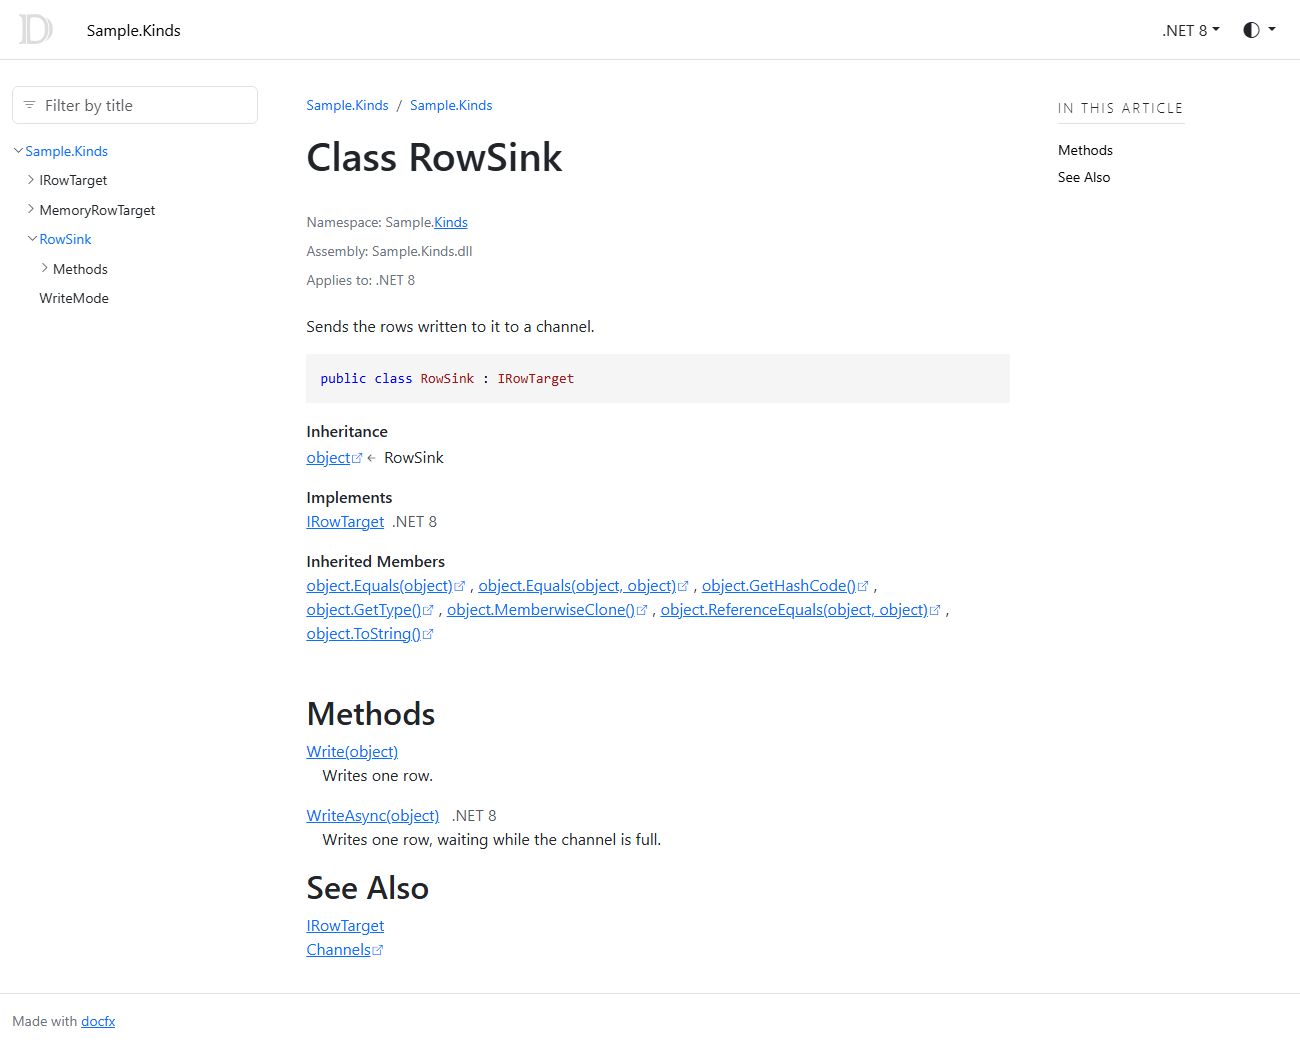 D Sample.Kinds .NET 8
Filter by title
Sample.Kinds
IRowTarget
MemoryRowTarget
RowSink
Methods
WriteMode
Sample.Kinds / Sample.Kinds
Class RowSink
Namespace: Sample.Kinds
Assembly: Sample.Kinds.dll
Applies to: .NET 8
Sends the rows written to it to a channel.
public class RowSink : IRowTarget
Inheritance
object ← RowSink
Implements
IRowTarget .NET 8
Inherited Members
object.Equals(object) , object.Equals(object, object) , object.GetHashCode() ,
object.GetType() , object.MemberwiseClone() , object.ReferenceEquals(object, object) ,
object.ToString()
Methods
Write(object)
Writes one row.
WriteAsync(object) .NET 8
Writes one row, waiting while the channel is full.
See Also
IRowTarget
Channels
IN THIS ARTICLE
Methods
See Also
Made with docfx